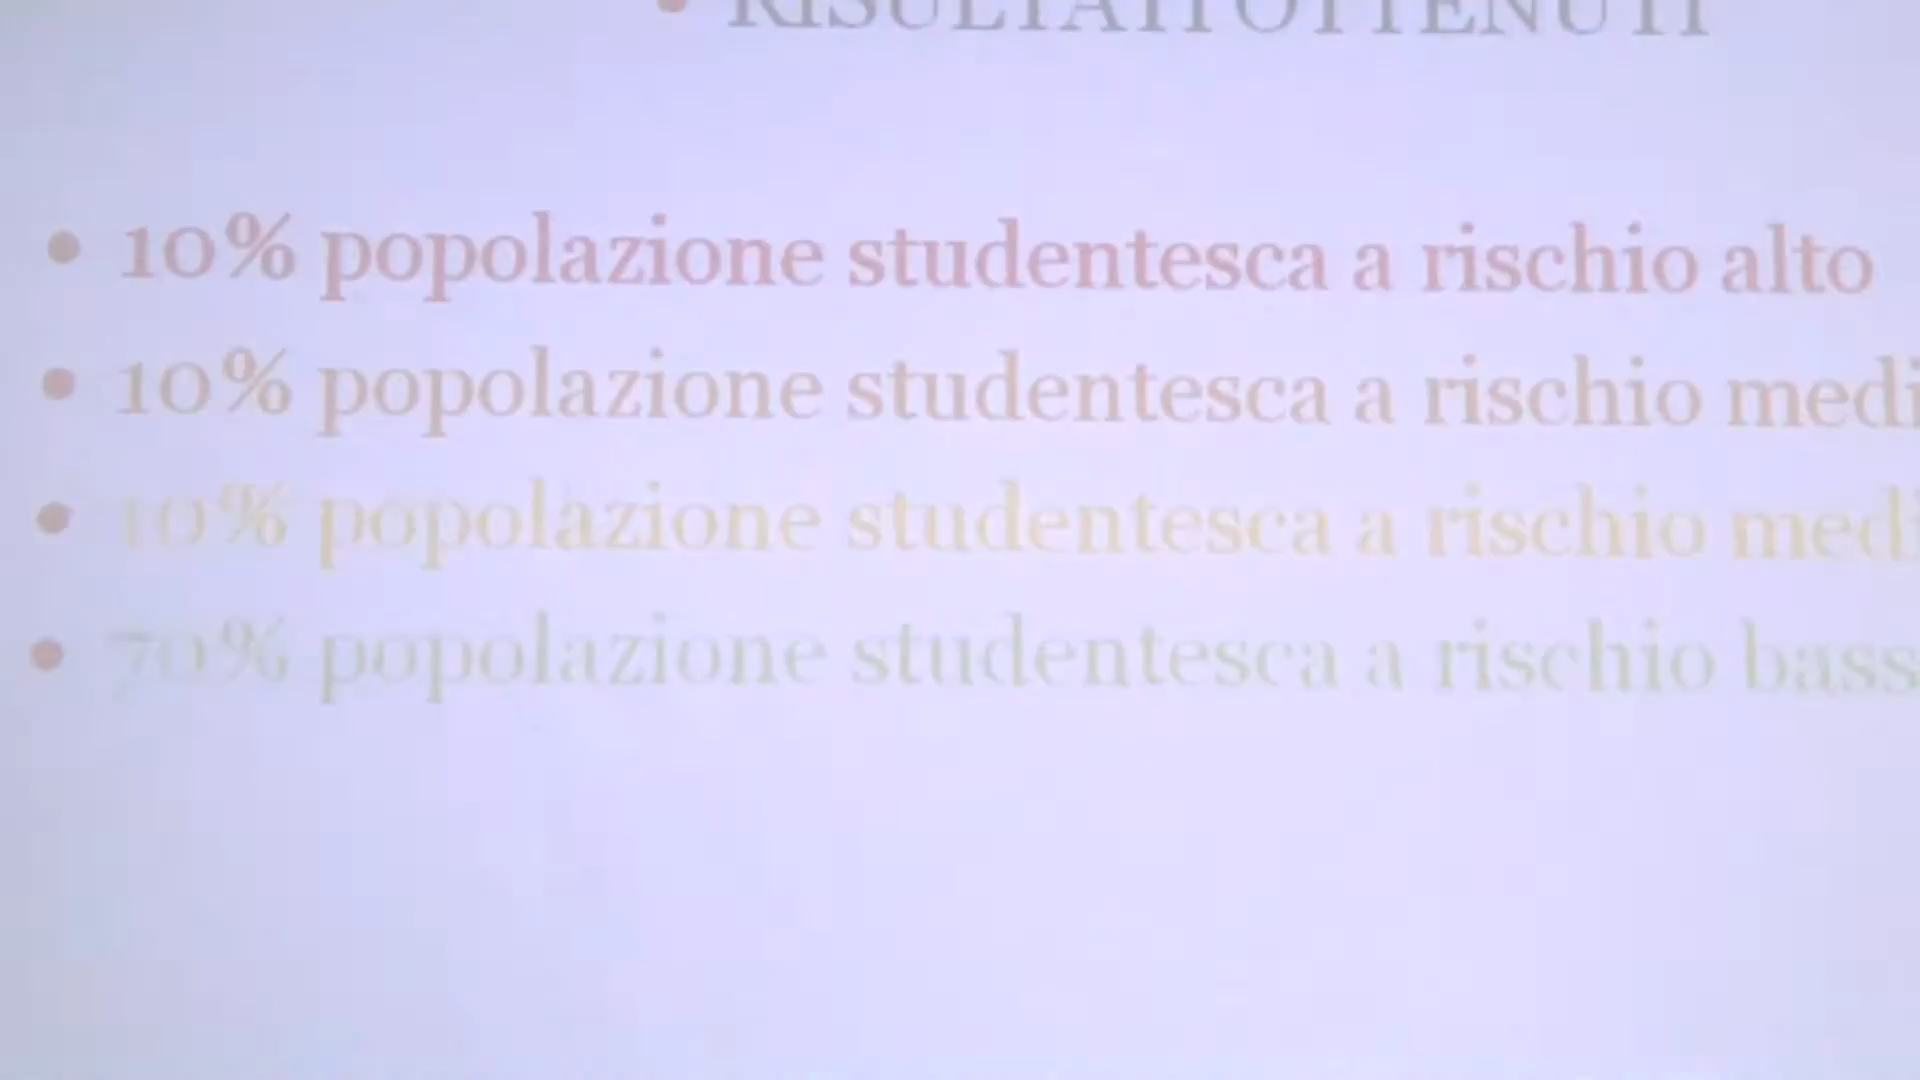 • RISULTATI OTTENUTI
• 10% popolazione studentesca a rischio alto
• 10% popolazione studentesca a rischio medi
• 10% popolazione studentesca a rischio medi
• 70% popolazione studentesca a rischio bass